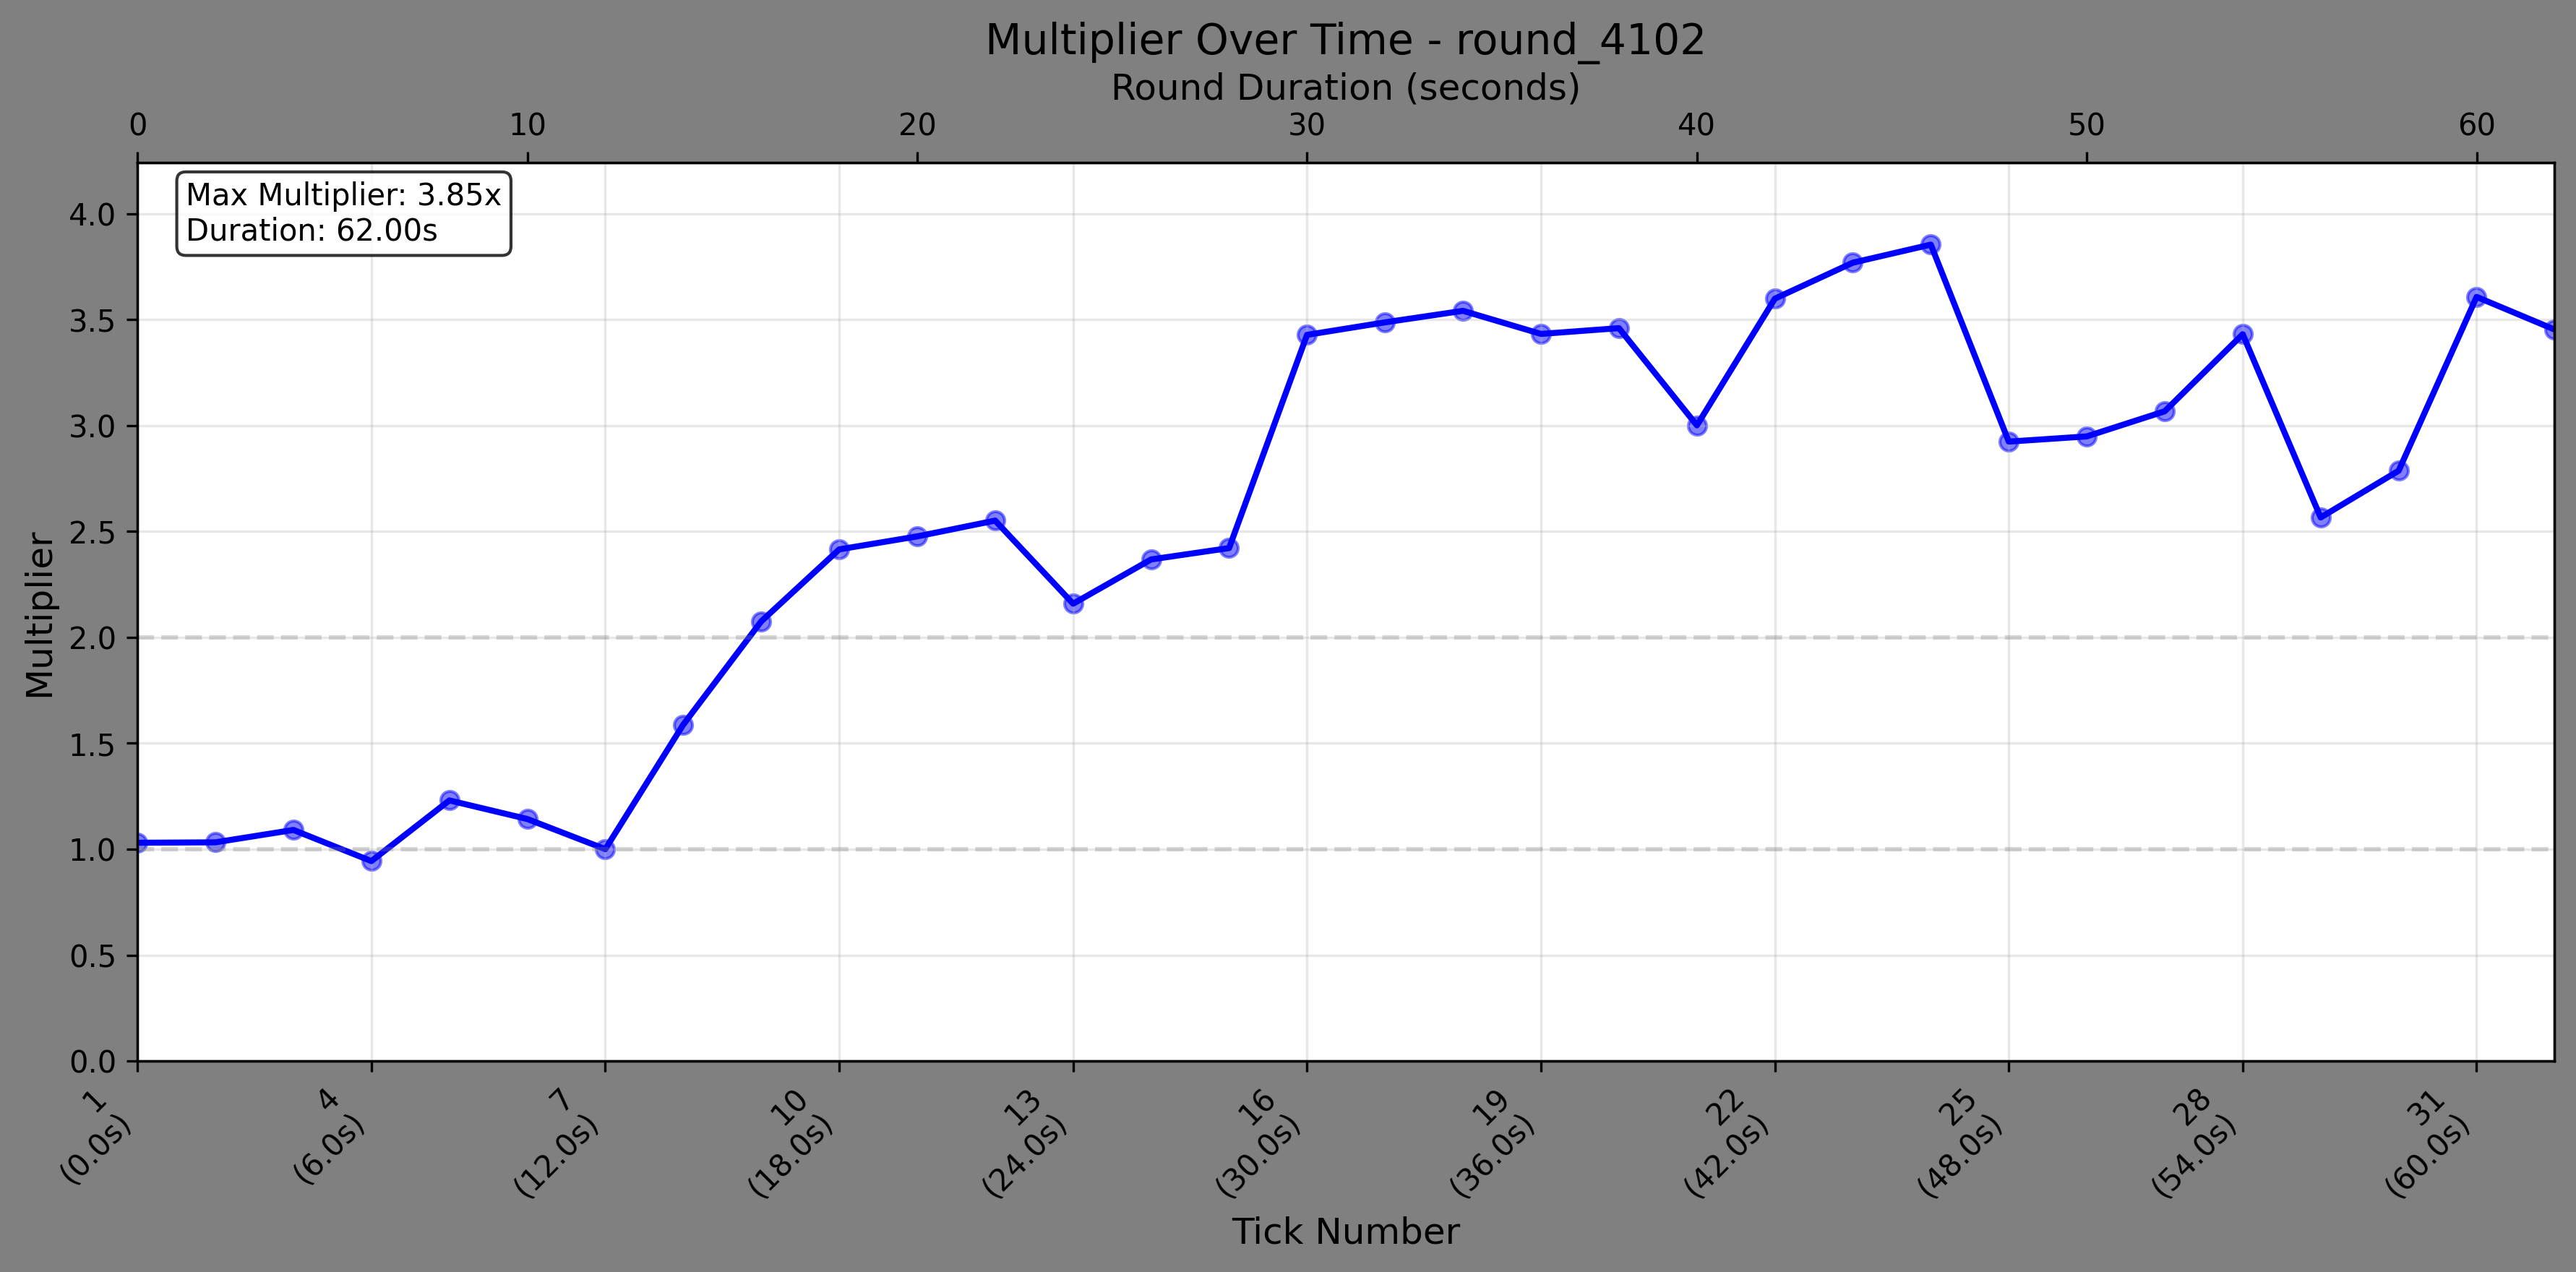 Multiplier Over Time - round_4102
Round Duration (seconds)
0 10 20 30 40 50 60
Max Multiplier: 3.85x
Duration: 62.00s
4.0
3.5
3.0
2.5
2.0
1.5
1.0
0.5
0.0
Multiplier
1 4 7 10 13 16 19 22 25 28 31
(0.0s) (6.0s) (12.0s) (18.0s) (24.0s) (30.0s) (36.0s) (42.0s) (48.0s) (54.0s) (60.0s)
Tick Number